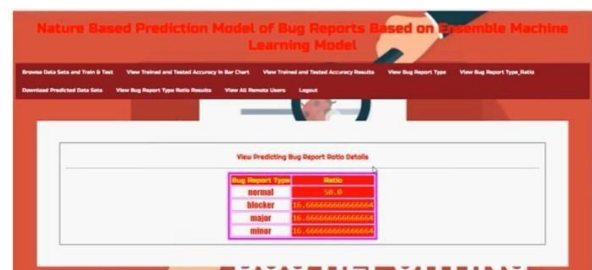 Nature Based Prediction Model of Bug Reports Based on Ensemble Machine
Learning Model
Browse Data Sets and Train & Test View Trained and Tested Accuracy in Bar Chart View Trained and Tested Accuracy Results View Bug Report Type View Bug Report Type_Ratio
Download Predicted Data Sets View Bug Report Type Ratio Results View All Remote Users Logout
View Predicting Bug Report Ratio Details
Bug Report Type Ratio
normal 50.0
blocker 16.666666666666664
major 16.666666666666664
minor 16.666666666666664